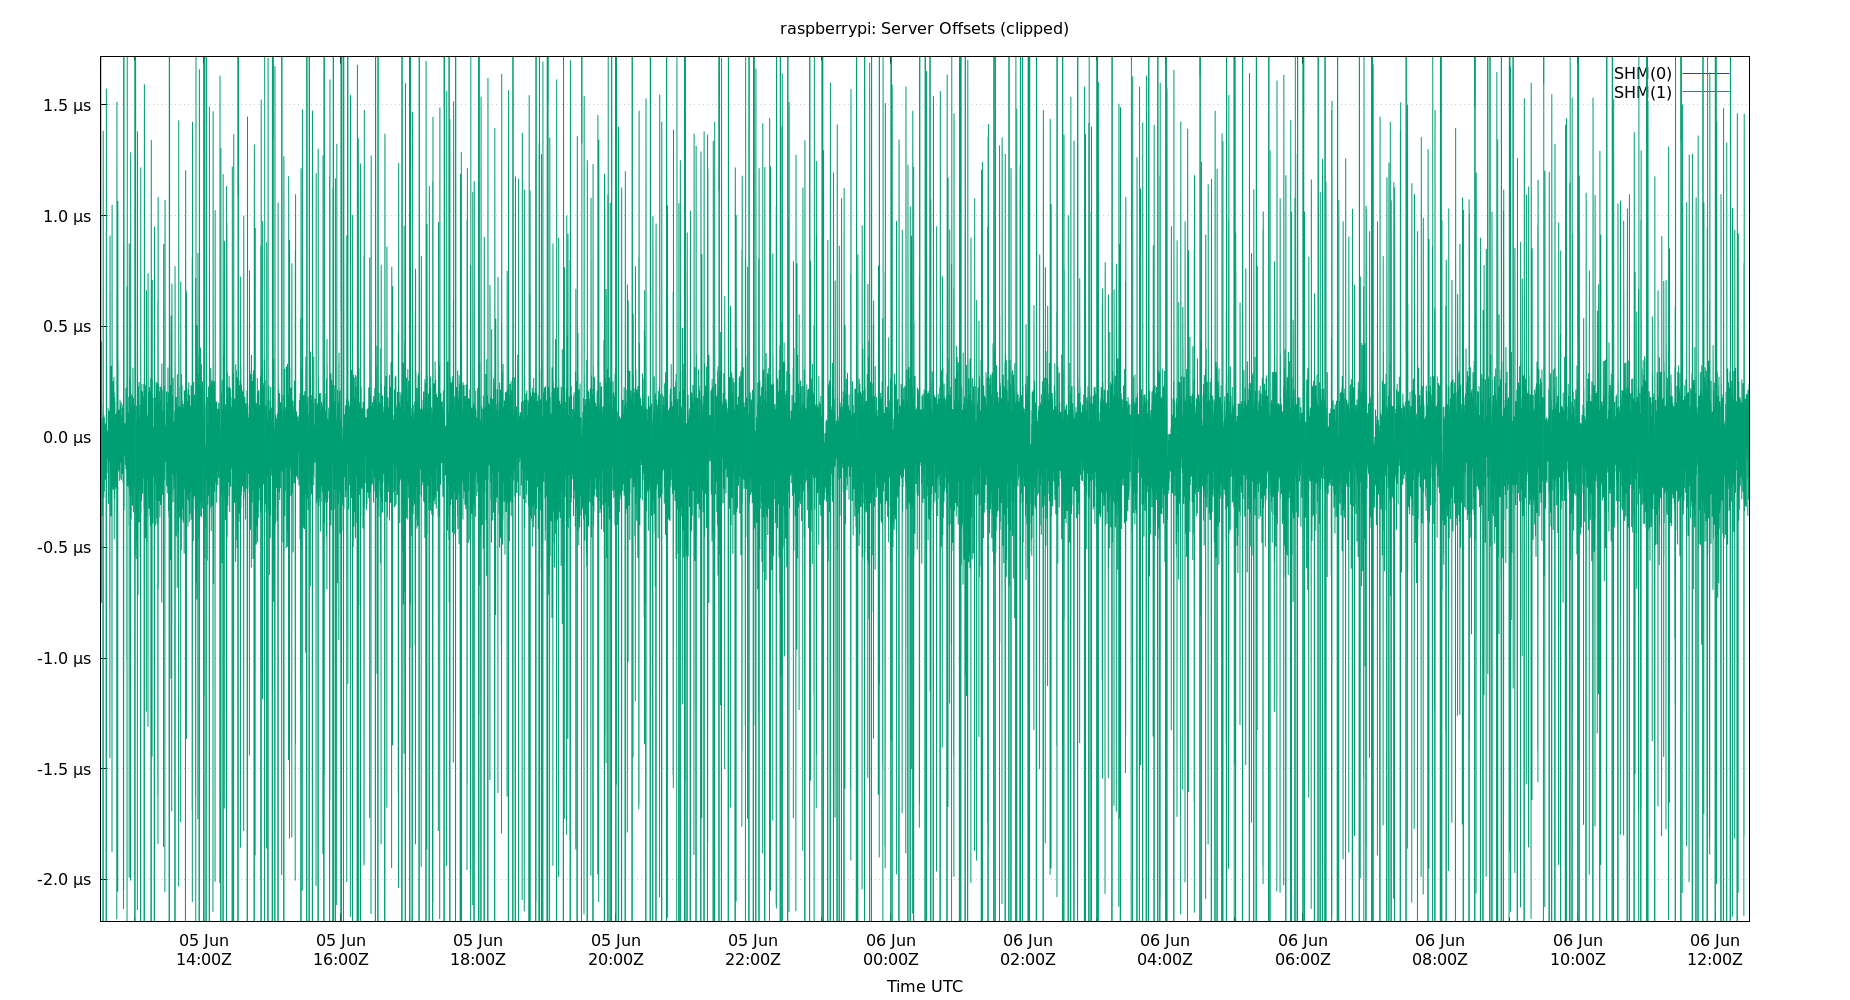 raspberrypi: Server Offsets (clipped)
SHM(0)
SHM(1)
1.5 µs
1.0 µs
0.5 µs
0.0 µs
-0.5 µs
-1.0 µs
-1.5 µs
-2.0 µs
05 Jun 05 Jun 05 Jun 05 Jun 05 Jun 06 Jun 06 Jun 06 Jun 06 Jun 06 Jun 06 Jun 06 Jun
14:00Z 16:00Z 18:00Z 20:00Z 22:00Z 00:00Z 02:00Z 04:00Z 06:00Z 08:00Z 10:00Z 12:00Z
Time UTC